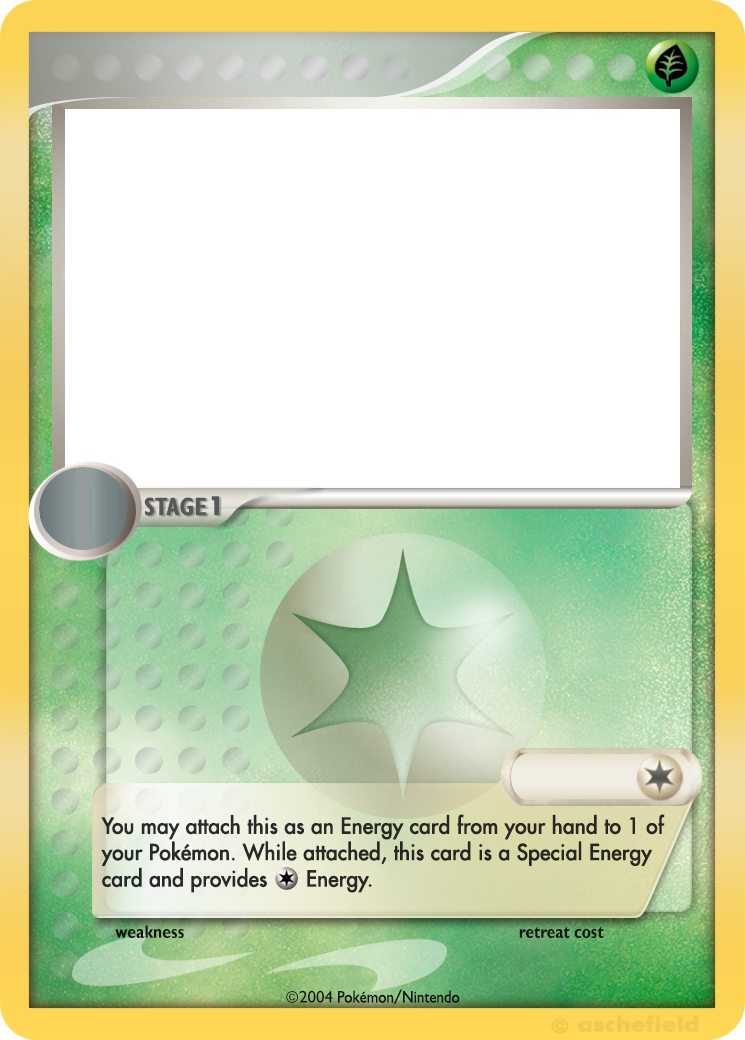 STAGE 1
You may attach this as an Energy card from your hand to 1 of
your Pokémon. While attached, this card is a Special Energy
card and provides Energy.
weakness retreat cost
©2004 Pokémon/Nintendo
© aschefield